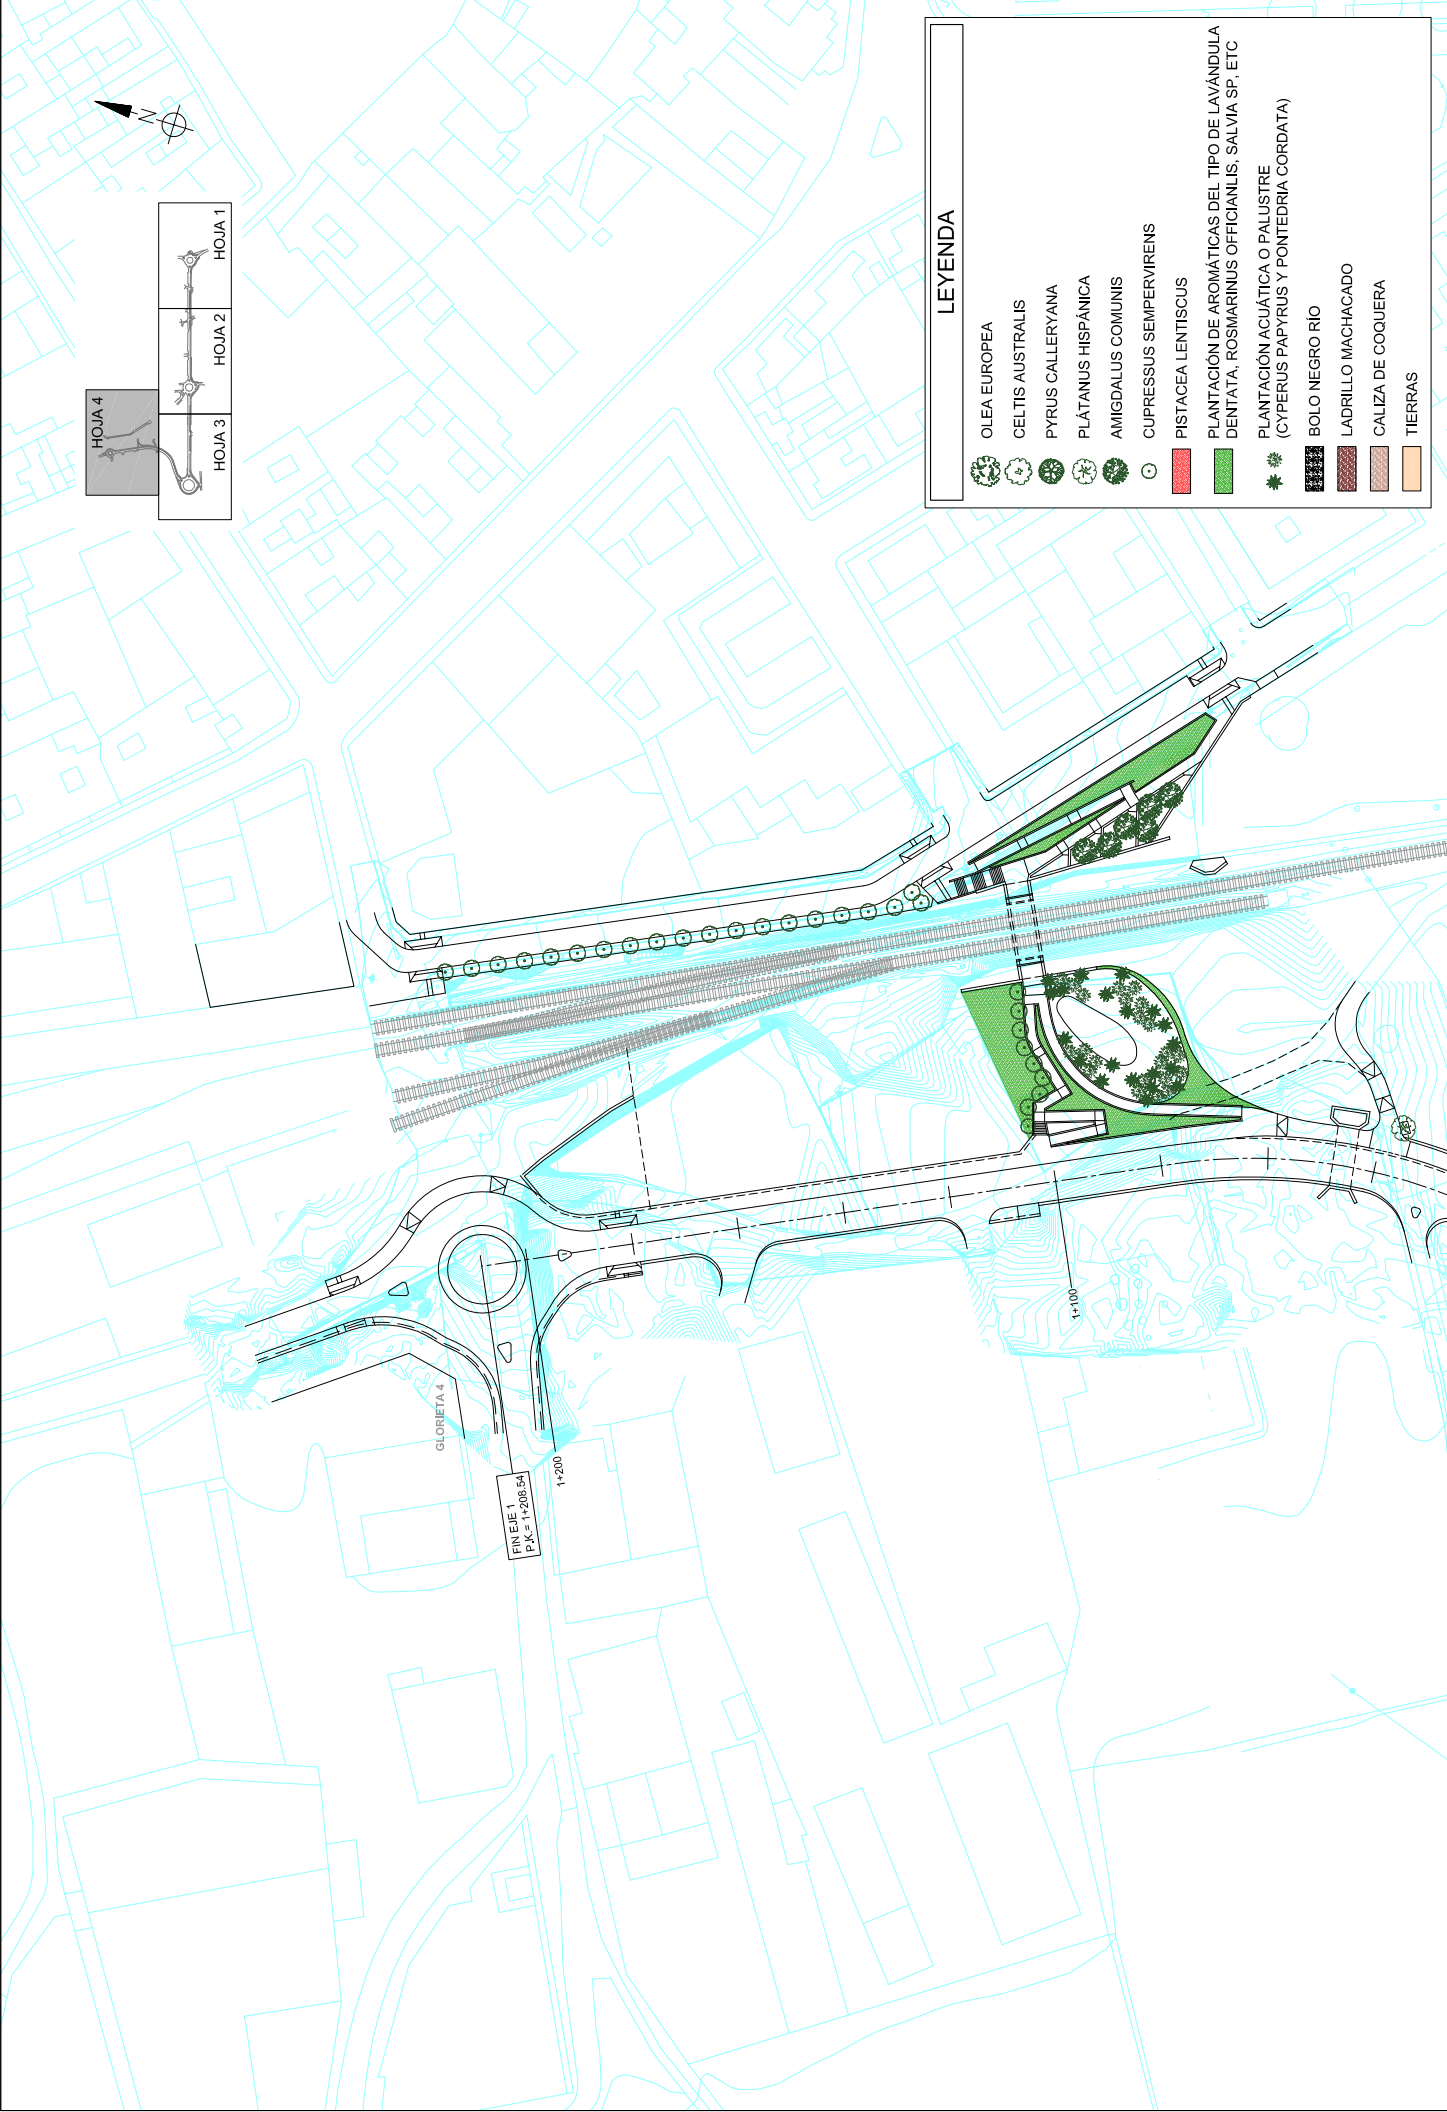 N
HOJA 4
HOJA 3
HOJA 2
HOJA 1
GLORIETA 4
FIN EJE 1
P.K.= 1+208.54
1+200
1+100
LEYENDA
OLEA EUROPEA
CELTIS AUSTRALIS
PYRUS CALLERYANA
PLÁTANUS HISPÁNICA
AMIGDALUS COMUNIS
CUPRESSUS SEMPERVIRENS
PISTACEA LENTISCUS
PLANTACIÓN DE AROMÁTICAS DEL TIPO DE LAVÁNDULA
DENTATA, ROSMARINUS OFFICIANLIS, SALVIA SP, ETC
PLANTACIÓN ACUÁTICA O PALUSTRE
(CYPERUS PAPYRUS Y PONTEDRIA CORDATA)
BOLO NEGRO RÍO
LADRILLO MACHACADO
CALIZA DE COQUERA
TIERRAS